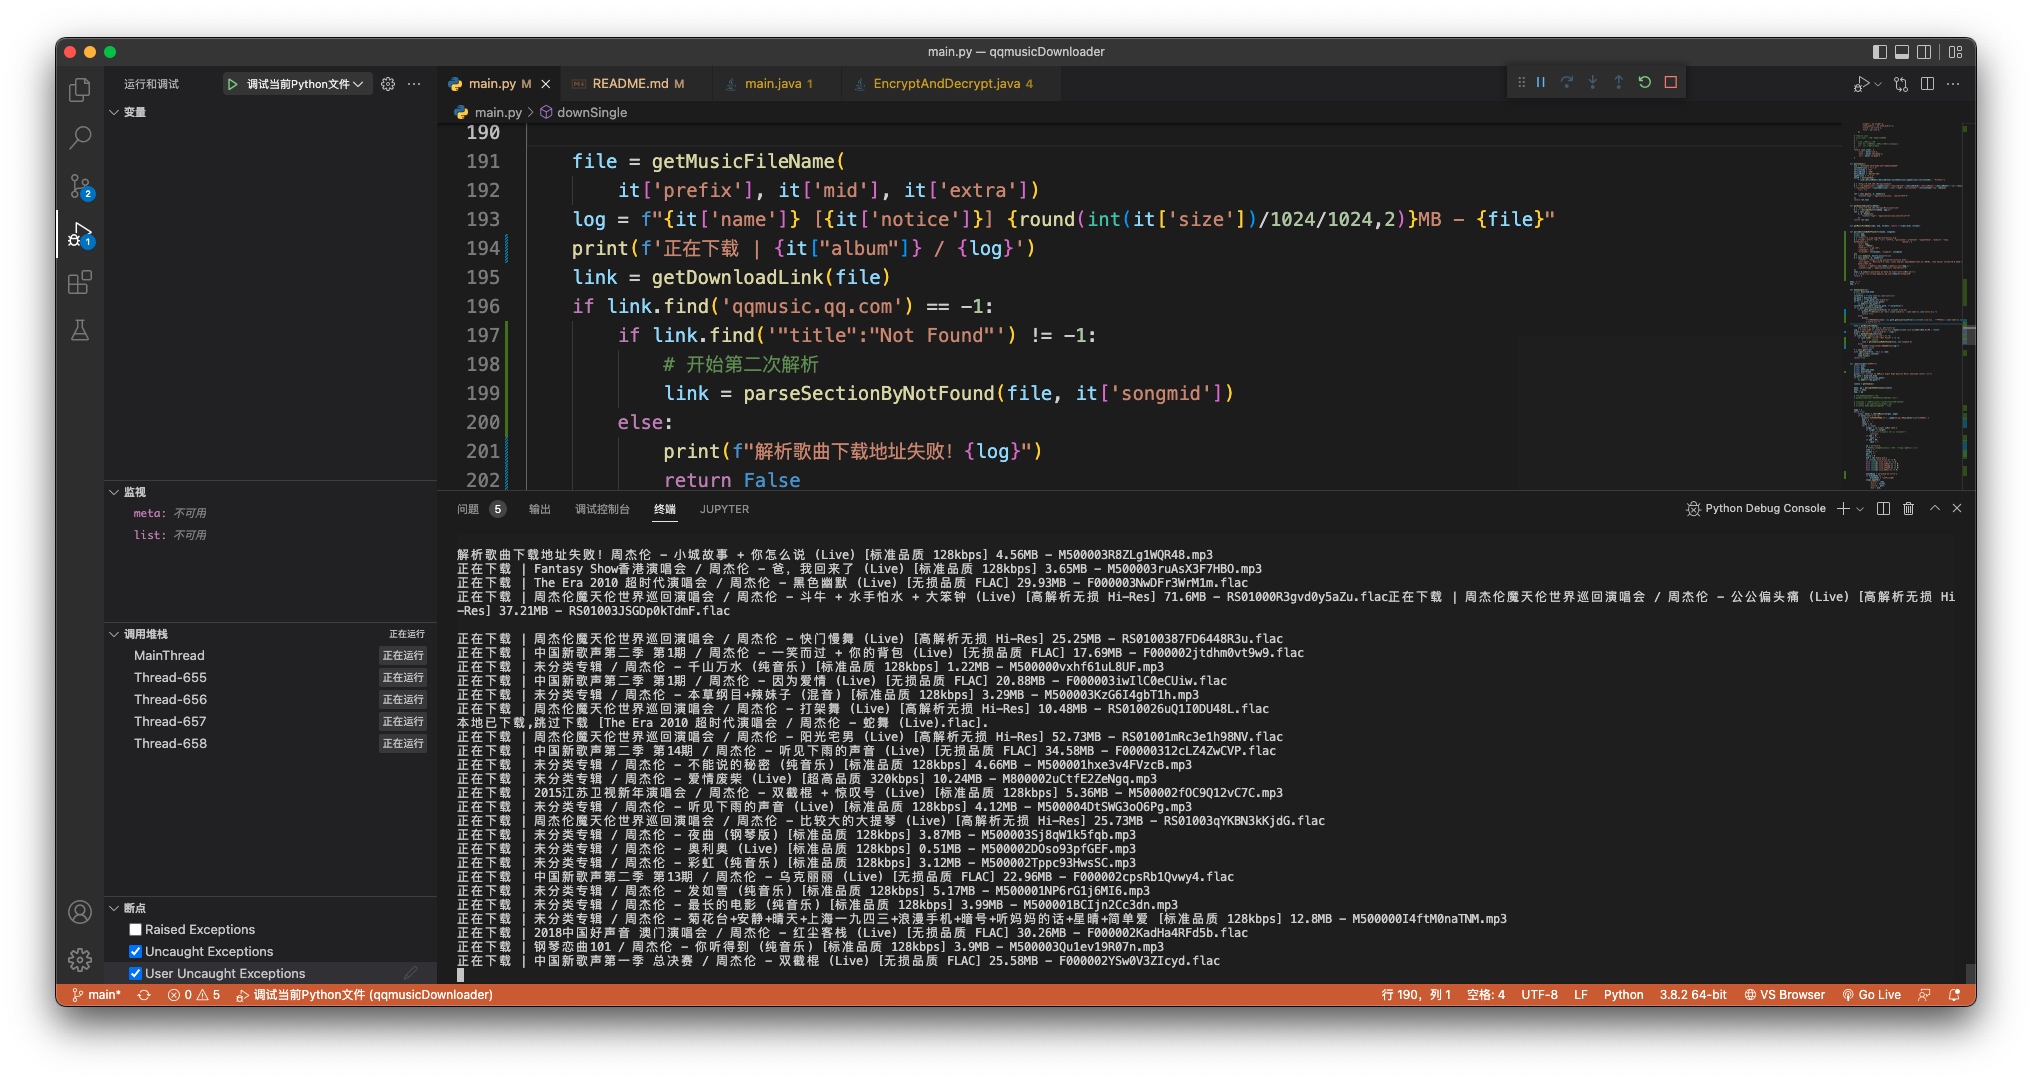 main.py — qqmusicDownloader
运行和调试
调试当前Python文件
main.py M
README.md M
main.java 1
EncryptAndDecrypt.java 4
main.py > downSingle
变量
190
191 file = getMusicFileName(
192 it['prefix'], it['mid'], it['extra'])
193 log = f"{it['name']} [{it['notice']}] {round(int(it['size'])/1024/1024,2)}MB - {file}"
194 print(f'正在下载 | {it["album"]} / {log}')
195 link = getDownloadLink(file)
196 if link.find('qqmusic.qq.com') == -1:
197 if link.find('"title":"Not Found"') != -1:
198 # 开始第二次解析
199 link = parseSectionByNotFound(file, it['songmid'])
200 else:
201 print(f"解析歌曲下载地址失败！{log}")
202 return False
监视
meta: 不可用
list: 不可用
调用堆栈 正在运行
MainThread 正在运行
Thread-655 正在运行
Thread-656 正在运行
Thread-657 正在运行
Thread-658 正在运行
断点
Raised Exceptions
Uncaught Exceptions
User Uncaught Exceptions
2
1
问题 5 输出 调试控制台 终端 JUPYTER
Python Debug Console
解析歌曲下载地址失败！周杰伦 - 小城故事 + 你怎么说 (Live) [标准品质 128kbps] 4.56MB - M500003R8ZLg1WQR48.mp3
正在下载 | Fantasy Show香港演唱会 / 周杰伦 - 爸，我回来了 (Live) [标准品质 128kbps] 3.65MB - M500003ruAsX3F7HBO.mp3
正在下载 | The Era 2010 超时代演唱会 / 周杰伦 - 黑色幽默 (Live) [无损品质 FLAC] 29.93MB - F000003NwDFr3WrM1m.flac
正在下载 | 周杰伦魔天伦世界巡回演唱会 / 周杰伦 - 斗牛 + 水手怕水 + 大笨钟 (Live) [高解析无损 Hi-Res] 71.6MB - RS01000R3gvd0y5aZu.flac正在下载 | 周杰伦魔天伦世界巡回演唱会 / 周杰伦 - 公公偏头痛 (Live) [高解析无损 Hi
-Res] 37.21MB - RS01003JSGDp0kTdmF.flac
正在下载 | 周杰伦魔天伦世界巡回演唱会 / 周杰伦 - 快门慢舞 (Live) [高解析无损 Hi-Res] 25.25MB - RS0100387FD6448R3u.flac
正在下载 | 中国新歌声第二季 第1期 / 周杰伦 - 一笑而过 + 你的背包 (Live) [无损品质 FLAC] 17.69MB - F000002jtdhm0vt9w9.flac
正在下载 | 未分类专辑 / 周杰伦 - 千山万水 (纯音乐) [标准品质 128kbps] 1.22MB - M500000vxhf61uL8UF.mp3
正在下载 | 中国新歌声第二季 第1期 / 周杰伦 - 因为爱情 (Live) [无损品质 FLAC] 20.88MB - F000003iwIlC0eCUiw.flac
正在下载 | 未分类专辑 / 周杰伦 - 本草纲目+辣妹子 (混音) [标准品质 128kbps] 3.29MB - M500003KzG6I4gbT1h.mp3
正在下载 | 周杰伦魔天伦世界巡回演唱会 / 周杰伦 - 打架舞 (Live) [高解析无损 Hi-Res] 10.48MB - RS010026uQ1I0DU48L.flac
本地已下载,跳过下载 [The Era 2010 超时代演唱会 / 周杰伦 - 蛇舞 (Live).flac].
正在下载 | 周杰伦魔天伦世界巡回演唱会 / 周杰伦 - 阳光宅男 (Live) [高解析无损 Hi-Res] 52.73MB - RS01001mRc3e1h98NV.flac
正在下载 | 中国新歌声第二季 第14期 / 周杰伦 - 听见下雨的声音 (Live) [无损品质 FLAC] 34.58MB - F00000312cLZ4ZwCVP.flac
正在下载 | 未分类专辑 / 周杰伦 - 不能说的秘密 (纯音乐) [标准品质 128kbps] 4.66MB - M500001hxe3v4FVzcB.mp3
正在下载 | 未分类专辑 / 周杰伦 - 爱情废柴 (Live) [超高品质 320kbps] 10.24MB - M800002uCtfE2ZeNgq.mp3
正在下载 | 2015江苏卫视新年演唱会 / 周杰伦 - 双截棍 + 惊叹号 (Live) [标准品质 128kbps] 5.36MB - M500002fOC9Q12vC7C.mp3
正在下载 | 未分类专辑 / 周杰伦 - 听见下雨的声音 (Live) [标准品质 128kbps] 4.12MB - M500004DtSWG3oO6Pg.mp3
正在下载 | 周杰伦魔天伦世界巡回演唱会 / 周杰伦 - 比较大的大提琴 (Live) [高解析无损 Hi-Res] 25.73MB - RS01003qYKBN3kKjdG.flac
正在下载 | 未分类专辑 / 周杰伦 - 夜曲 (钢琴版) [标准品质 128kbps] 3.87MB - M500003Sj8qW1k5fqb.mp3
正在下载 | 未分类专辑 / 周杰伦 - 奥利奥 (Live) [标准品质 128kbps] 0.51MB - M500002DOso93pfGEF.mp3
正在下载 | 未分类专辑 / 周杰伦 - 彩虹 (纯音乐) [标准品质 128kbps] 3.12MB - M500002Tppc93HwsSC.mp3
正在下载 | 中国新歌声第二季 第13期 / 周杰伦 - 乌克丽丽 (Live) [无损品质 FLAC] 22.96MB - F000002cpsRb1Qvwy4.flac
正在下载 | 未分类专辑 / 周杰伦 - 发如雪 (纯音乐) [标准品质 128kbps] 5.17MB - M500001NP6rG1j6MI6.mp3
正在下载 | 未分类专辑 / 周杰伦 - 最长的电影 (纯音乐) [标准品质 128kbps] 3.99MB - M500001BCIjn2Cc3dn.mp3
正在下载 | 未分类专辑 / 周杰伦 - 菊花台+安静+晴天+上海一九四三+浪漫手机+暗号+听妈妈的话+星晴+简单爱 [标准品质 128kbps] 12.8MB - M500000I4ftM0naTNM.mp3
正在下载 | 2018中国好声音 澳门演唱会 / 周杰伦 - 红尘客栈 (Live) [无损品质 FLAC] 30.26MB - F000002KadHa4RFd5b.flac
正在下载 | 钢琴恋曲101 / 周杰伦 - 你听得到 (纯音乐) [标准品质 128kbps] 3.9MB - M500003Qu1ev19R07n.mp3
正在下载 | 中国新歌声第一季 总决赛 / 周杰伦 - 双截棍 (Live) [无损品质 FLAC] 25.58MB - F000002YSw0V3ZIcyd.flac
main* 0 5 调试当前Python文件 (qqmusicDownloader) 行 190，列 1 空格: 4 UTF-8 LF Python 3.8.2 64-bit VS Browser Go Live